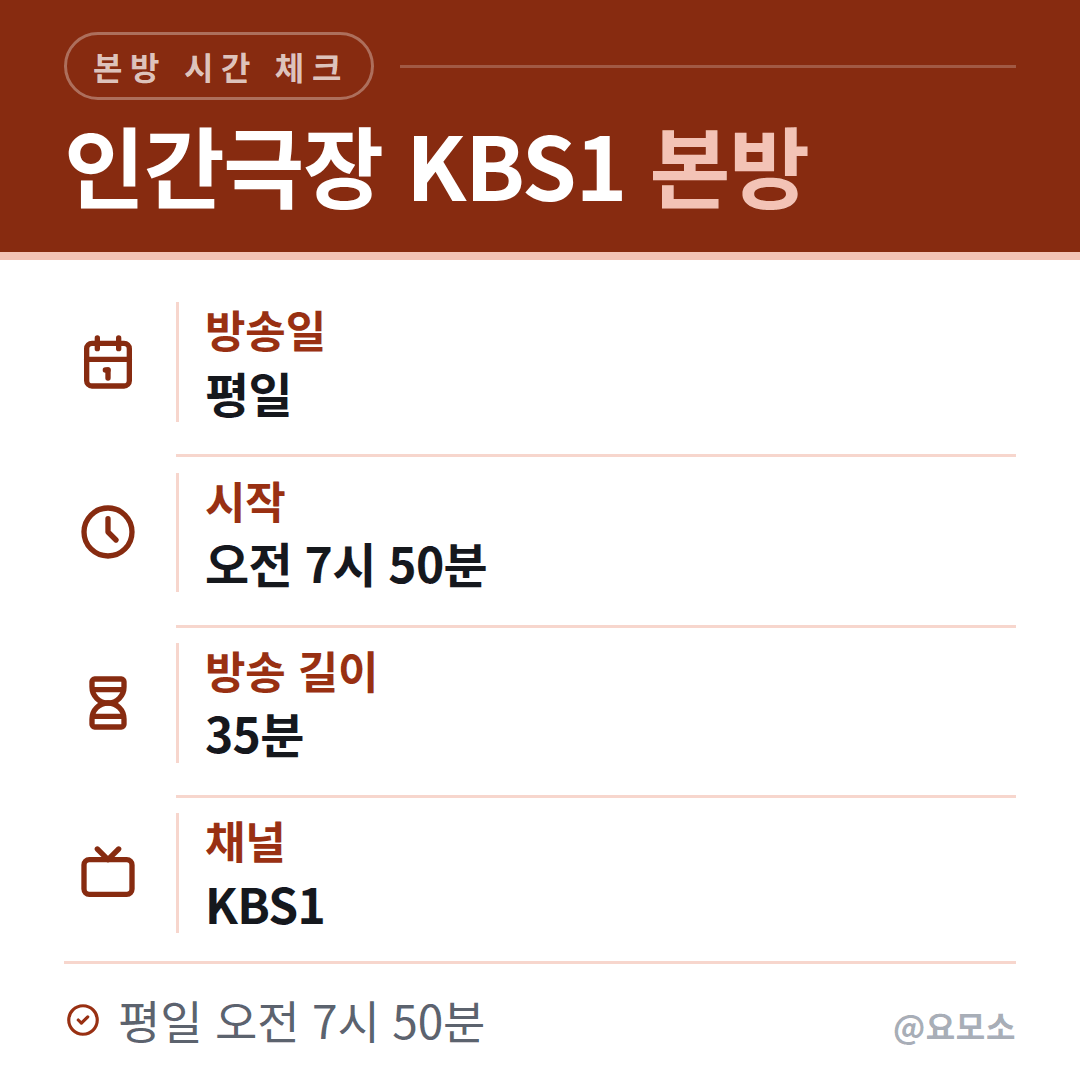 본방 시간 체크
인간극장 KBS1 본방
방송일
평일
시작
오전 7시 50분
방송 길이
35분
채널
KBS1
평일 오전 7시 50분
@요모소